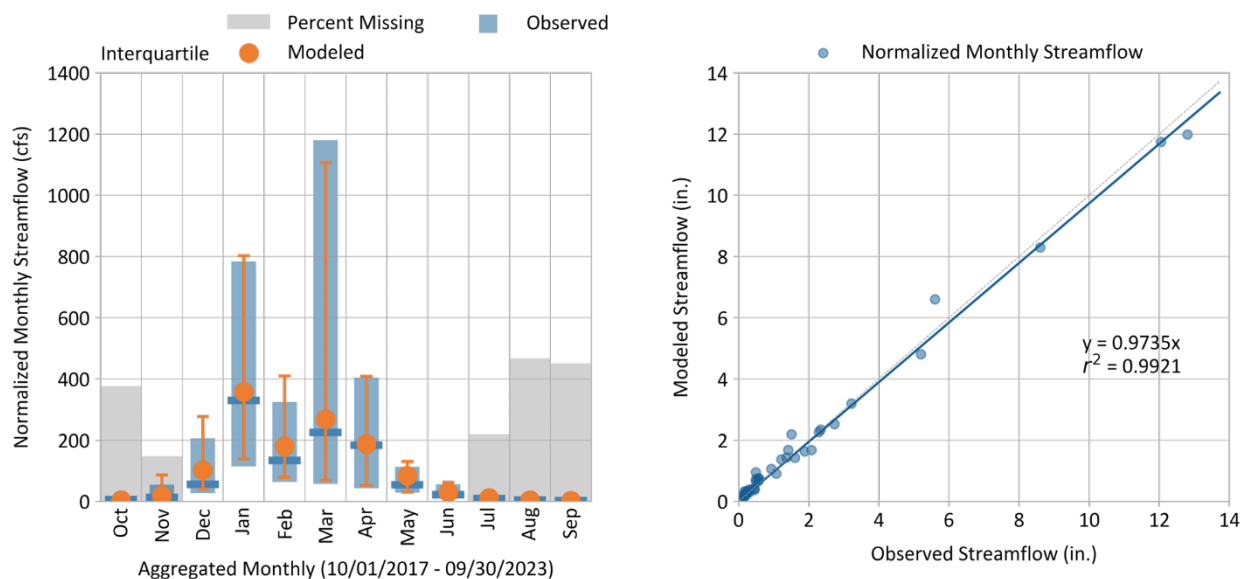 Percent Missing
Observed
Interquartile
Modeled
Normalized Monthly Streamflow (cfs)
1400
1200
1000
800
600
400
200
0
Oct
Nov
Dec
Jan
Feb
Mar
Apr
May
Jun
Jul
Aug
Sep
Aggregated Monthly (10/01/2017 - 09/30/2023)
Normalized Monthly Streamflow
Modeled Streamflow (in.)
14
12
10
8
6
4
2
0
y = 0.9735x
r² = 0.9921
0 2 4 6 8 10 12 14
Observed Streamflow (in.)